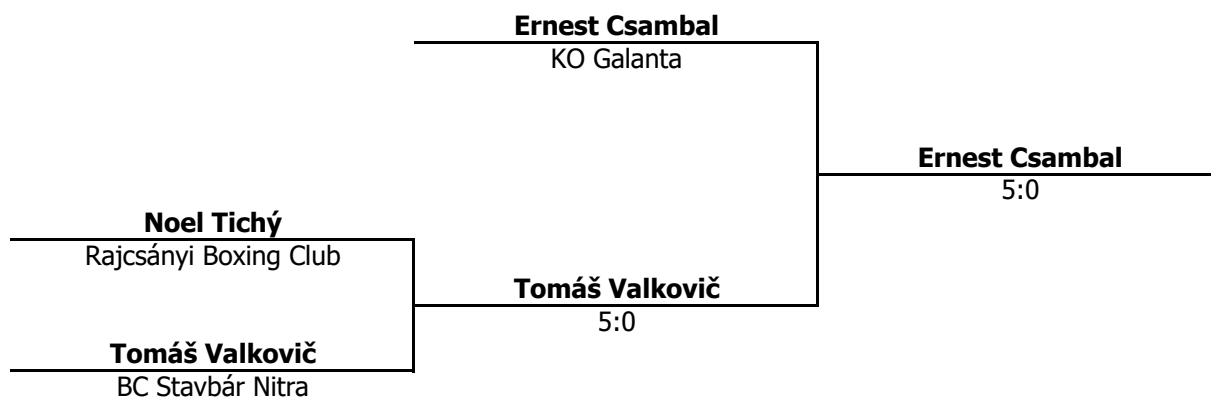 Ernest Csambal
KO Galanta
Ernest Csambal
5:0
Noel Tichý
Rajcsányi Boxing Club
Tomáš Valkovič
5:0
Tomáš Valkovič
BC Stavbár Nitra